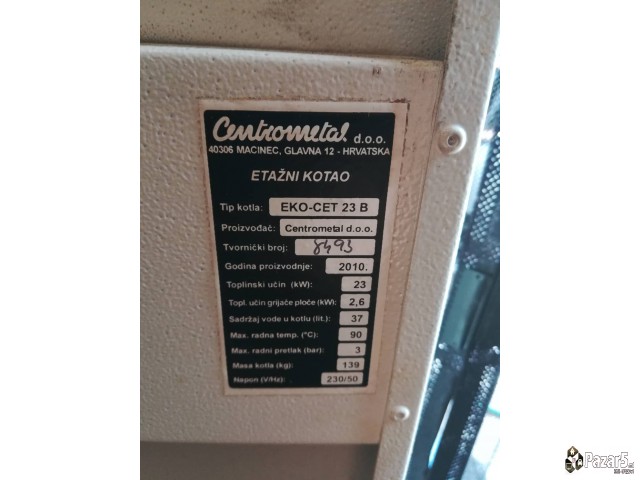 Centrometal d.o.o.
40306 MACINEC, GLAVNA 12 - HRVATSKA
ETAŽNI KOTAO
Tip kotla: EKO-CET 23 B
Proizvođač: Centrometal d.o.o.
Tvornički broj: 8493
Godina proizvodnje: 2010.
Toplinski učin (kW): 23
Topl. učin grijače ploče (kW): 2,6
Sadržaj vode u kotlu (lit.): 37
Max. radna temp. (°C): 90
Max. radni pretlak (bar): 3
Masa kotla (kg): 139
Napon (V/Hz): 230/50
Pazar5